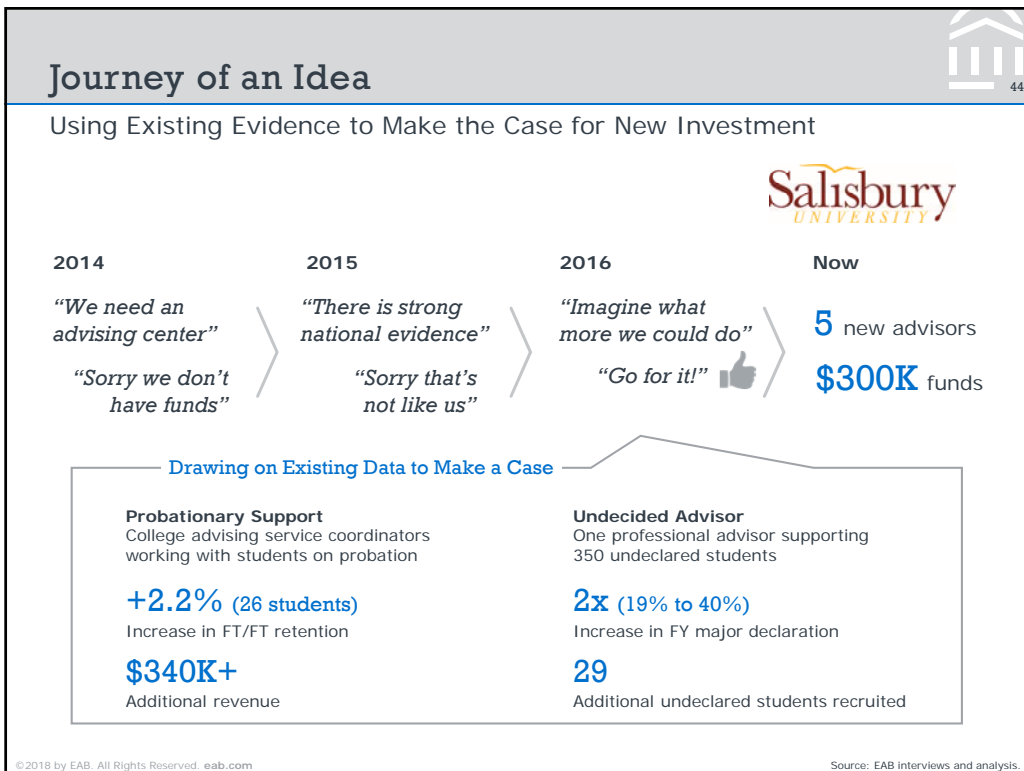 Journey of an Idea
44
Using Existing Evidence to Make the Case for New Investment
Salisbury
UNIVERSITY
2014
“We need an
advising center”
“Sorry we don’t
have funds”
2015
“There is strong
national evidence”
“Sorry that’s
not like us”
2016
“Imagine what
more we could do”
“Go for it!”
Now
5 new advisors
$300K funds
Drawing on Existing Data to Make a Case
Probationary Support
College advising service coordinators
working with students on probation
+2.2% (26 students)
Increase in FT/FT retention
$340K+
Additional revenue
Undecided Advisor
One professional advisor supporting
350 undeclared students
2x (19% to 40%)
Increase in FY major declaration
29
Additional undeclared students recruited
©2018 by EAB. All Rights Reserved. eab.com
Source: EAB interviews and analysis.